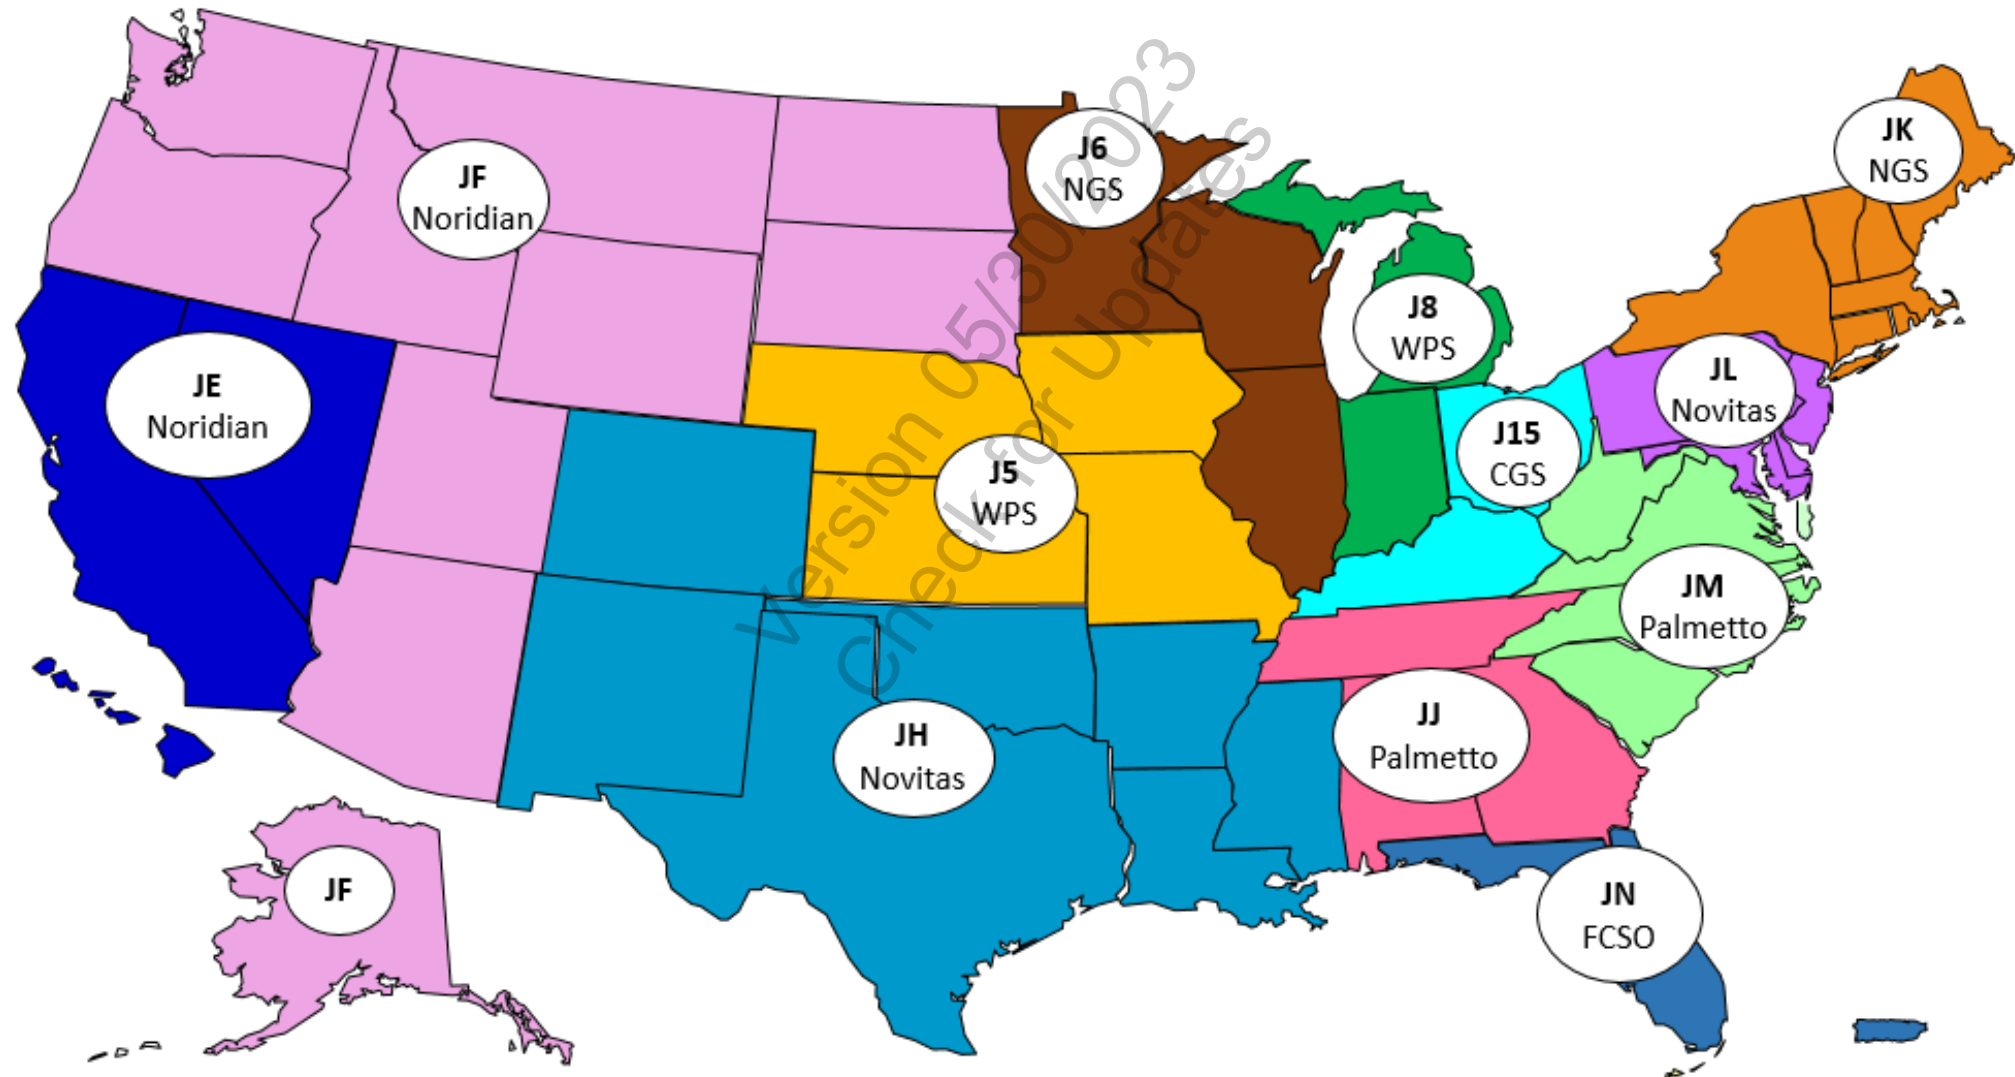 JF
Noridian
JE
Noridian
J6
NGS
J5
WPS
J8
WPS
J15
CGS
JK
NGS
JL
Novitas
JM
Palmetto
JJ
Palmetto
JH
Novitas
JN
FCSO
JF
Version 05/30/2023
Check for Updates